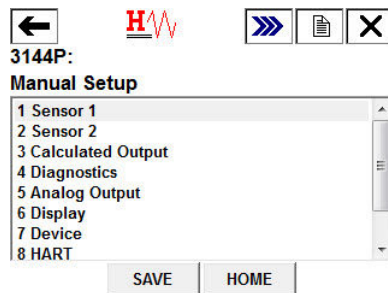 H
3144P:
Manual Setup
1 Sensor 1
2 Sensor 2
3 Calculated Output
4 Diagnostics
5 Analog Output
6 Display
7 Device
8 HART
SAVE HOME